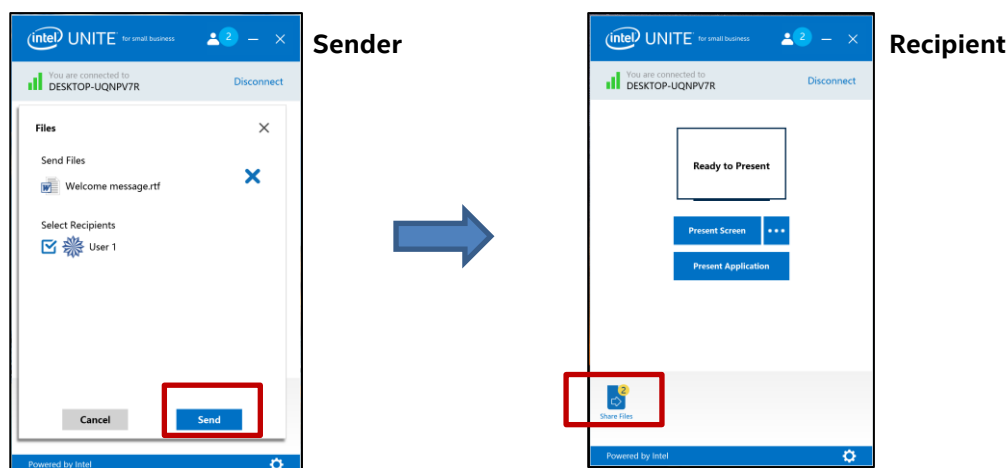 intel UNITE for small business 2
You are connected to
DESKTOP-UQNPV7R Disconnect
Files
Send Files
Welcome message.rtf
Select Recipients
User 1
Cancel Send
Powered by Intel
Sender
intel UNITE for small business 2
You are connected to
DESKTOP-UQNPV7R Disconnect
Ready to Present
Present Screen
Present Application
2
Share Files
Powered by Intel
Recipient